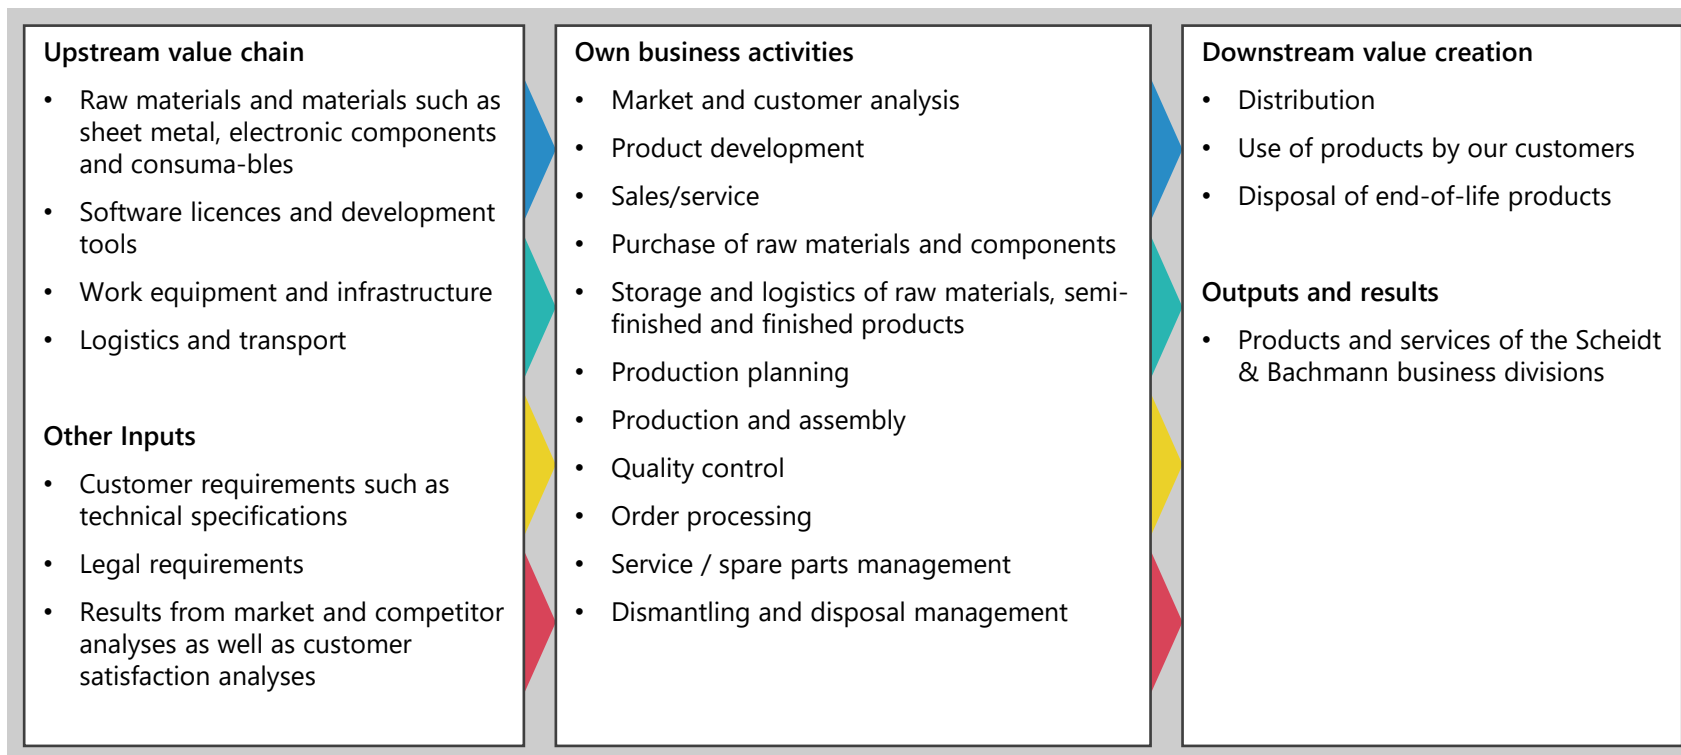 Upstream value chain
• Raw materials and materials such as
sheet metal, electronic components
and consuma-bles
• Software licences and development
tools
• Work equipment and infrastructure
• Logistics and transport
Other Inputs
• Customer requirements such as
technical specifications
• Legal requirements
• Results from market and competitor
analyses as well as customer
satisfaction analyses
Own business activities
• Market and customer analysis
• Product development
• Sales/service
• Purchase of raw materials and components
• Storage and logistics of raw materials, semi-
finished and finished products
• Production planning
• Production and assembly
• Quality control
• Order processing
• Service / spare parts management
• Dismantling and disposal management
Downstream value creation
• Distribution
• Use of products by our customers
• Disposal of end-of-life products
Outputs and results
• Products and services of the Scheidt
& Bachmann business divisions